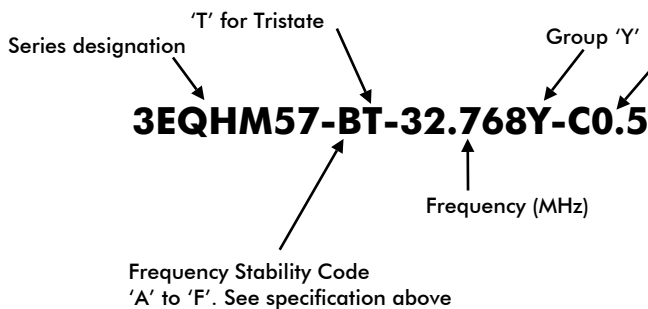 ‘T’ for Tristate
Series designation
Group ‘Y’
3EQHM57-BT-32.768Y-C0.5
Frequency (MHz)
Frequency Stability Code
‘A’ to ‘F’. See specification above